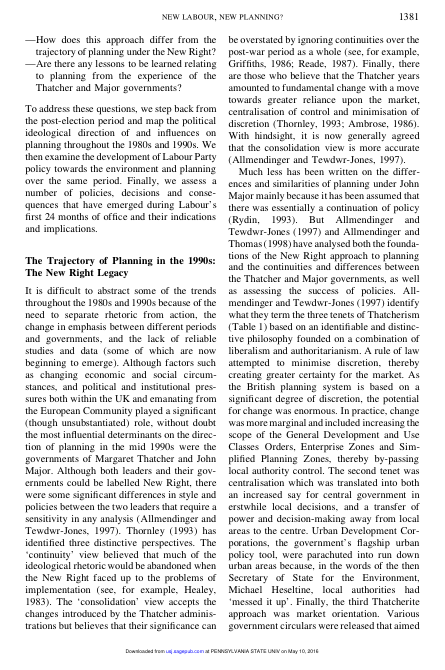 NEW LABOUR, NEW PLANNING?
1381
—How does this approach differ from the
trajectory of planning under the New Right?
—Are there any lessons to be learned relating
to planning from the experience of the
Thatcher and Major governments?
To address these questions, we step back from
the post-election period and map the political
ideological direction of and influences on
planning throughout the 1980s and 1990s. We
then examine the development of Labour Party
policy towards the environment and planning
over the same period. Finally, we assess a
number of policies, decisions and conse-
quences that have emerged during Labour's
first 24 months of office and their indications
and implications.
The Trajectory of Planning in the 1990s:
The New Right Legacy
It is difficult to abstract some of the trends
throughout the 1980s and 1990s because of the
need to separate rhetoric from action, the
change in emphasis between different periods
and governments, and the lack of reliable
studies and data (some of which are now
beginning to emerge). Although factors such
as changing economic and social circum-
stances, and political and institutional pres-
sures both within the UK and emanating from
the European Community played a significant
(though unsubstantiated) role, without doubt
the most influential determinants on the direc-
tion of planning in the mid 1990s were the
governments of Margaret Thatcher and John
Major. Although both leaders and their gov-
ernments could be labelled New Right, there
were some significant differences in style and
policies between the two leaders that require a
sensitivity in any analysis (Allmendinger and
Tewdwr-Jones, 1997). Thornley (1993) has
identified three distinctive perspectives. The
'continuity' view believed that much of the
ideological rhetoric would be abandoned when
the New Right faced up to the problems of
implementation (see, for example, Healey,
1983). The 'consolidation' view accepts the
changes introduced by the Thatcher adminis-
trations but believes that their significance can
be overstated by ignoring continuities over the
post-war period as a whole (see, for example,
Griffiths, 1986; Reade, 1987). Finally, there
are those who believe that the Thatcher years
amounted to fundamental change with a move
towards greater reliance upon the market,
centralisation of control and minimisation of
discretion (Thornley, 1993; Ambrose, 1986).
With hindsight, it is now generally agreed
that the consolidation view is more accurate
(Allmendinger and Tewdwr-Jones, 1997).
Much less has been written on the differ-
ences and similarities of planning under John
Major mainly because it has been assumed that
there was essentially a continuation of policy
(Rydin, 1993). But Allmendinger and
Tewdwr-Jones (1997) and Allmendinger and
Thomas (1998) have analysed both the founda-
tions of the New Right approach to planning
and the continuities and differences between
the Thatcher and Major governments, as well
as assessing the success of policies. All-
mendinger and Tewdwr-Jones (1997) identify
what they term the three tenets of Thatcherism
(Table 1) based on an identifiable and distinc-
tive philosophy founded on a combination of
liberalism and authoritarianism. A rule of law
attempted to minimise discretion, thereby
creating greater certainty for the market. As
the British planning system is based on a
significant degree of discretion, the potential
for change was enormous. In practice, change
was more marginal and included increasing the
scope of the General Development and Use
Classes Orders, Enterprise Zones and Sim-
plified Planning Zones, thereby by-passing
local authority control. The second tenet was
centralisation which was translated into both
an increased say for central government in
erstwhile local decisions, and a transfer of
power and decision-making away from local
areas to the centre. Urban Development Cor-
porations, the government's flagship urban
policy tool, were parachuted into run down
urban areas because, in the words of the then
Secretary of State for the Environment,
Michael Heseltine, local authorities had
'messed it up'. Finally, the third Thatcherite
approach was market orientation. Various
government circulars were released that aimed
Downloaded from usj.sagepub.com at PENNSYLVANIA STATE UNIV on May 10, 2016